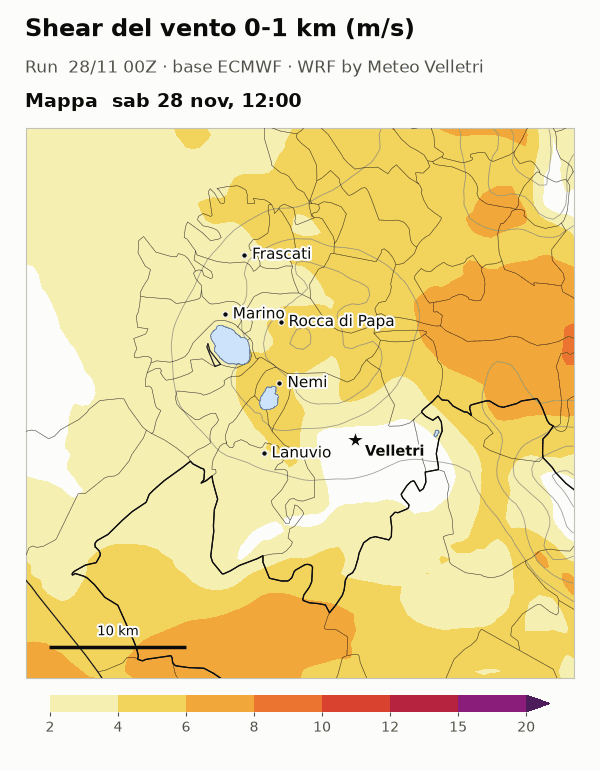 Shear del vento 0-1 km (m/s)
Run  28/11 00Z · base ECMWF · WRF by Meteo Velletri
Mappa  sab 28 nov, 12:00
Frascati
Marino
Rocca di Papa
Nemi
Velletri
Lanuvio
10 km
2 4 6 8 10 12 15 20